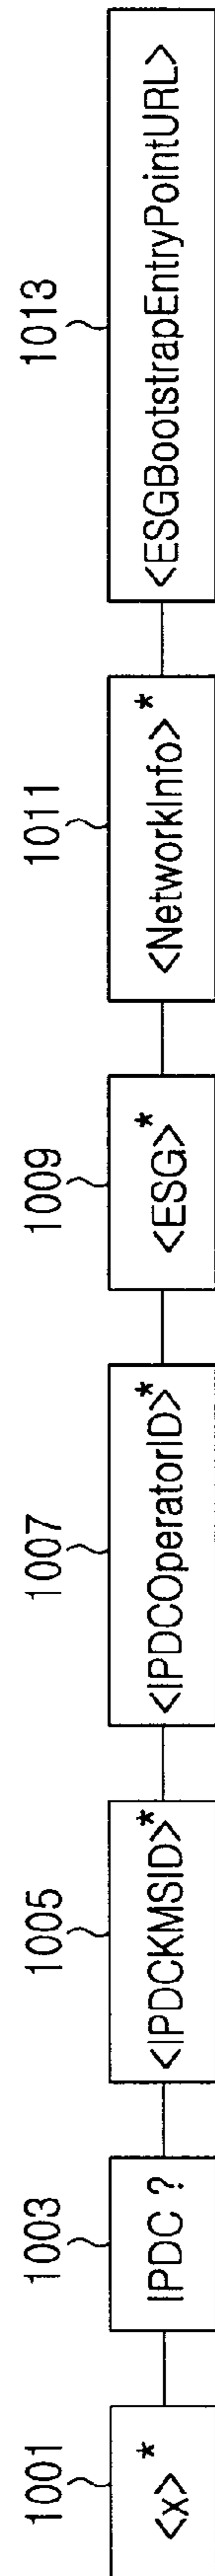 1001
<x> *
1003
IPDC ?
1005
<IPDCKMSID>*
1007
<IPDCOperatorID>*
1009
<ESG>*
1011
<NetworkInfo>*
1013
<ESGBootstrapEntryPointURL>